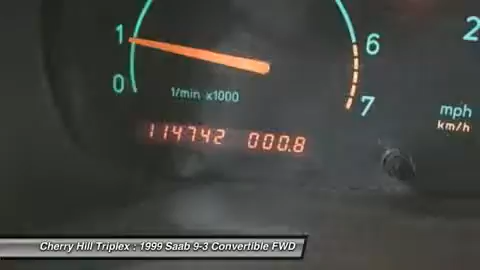 1
6
2
0
1/min x1000
7
mph
km/h
114742 000.8
Cherry Hill Triplex : 1999 Saab 9-3 Convertible FWD